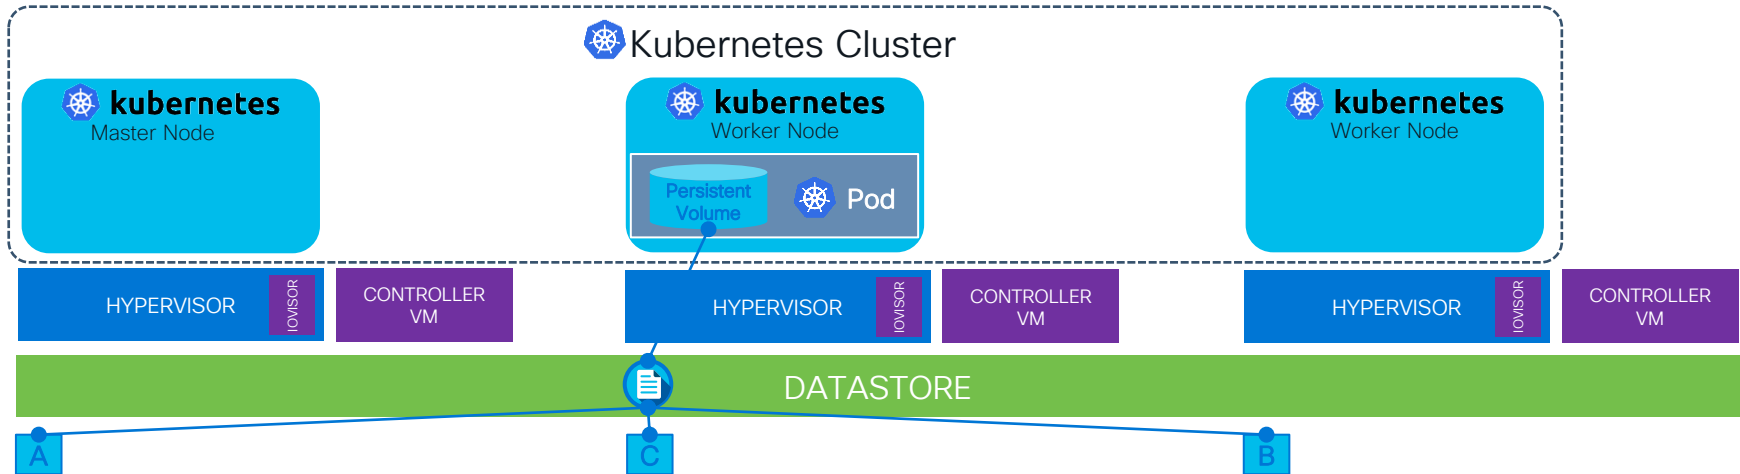 Kubernetes Cluster
kubernetes
Master Node
kubernetes
Worker Node
kubernetes
Worker Node
Persistent
Volume
Pod
HYPERVISOR
IOVISOR
CONTROLLER
VM
HYPERVISOR
IOVISOR
CONTROLLER
VM
HYPERVISOR
IOVISOR
CONTROLLER
VM
DATASTORE
A
C
B